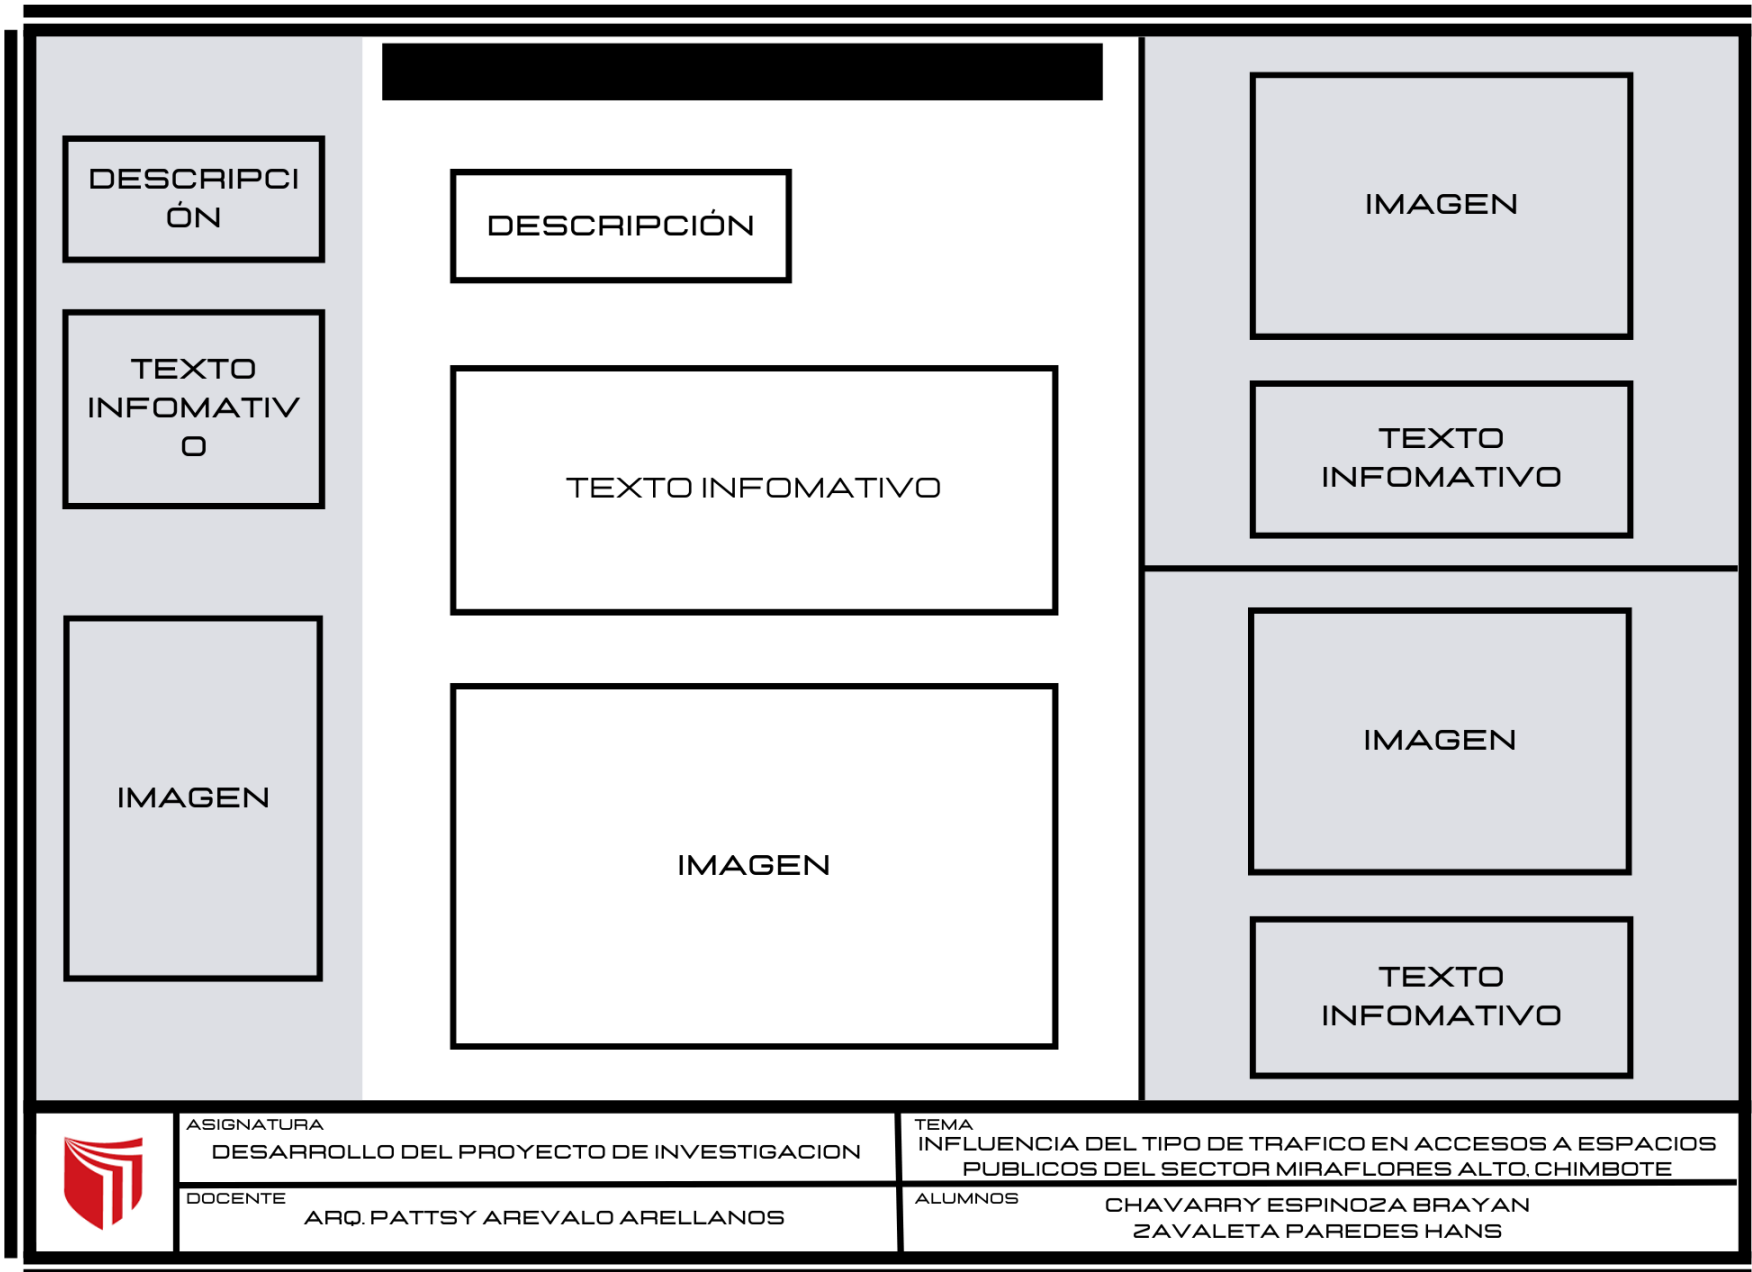 DESCRIPCI
ÓN
TEXTO
INFOMATIV
O
IMAGEN
DESCRIPCIÓN
TEXTO INFOMATIVO
IMAGEN
IMAGEN
TEXTO
INFOMATIVO
IMAGEN
TEXTO
INFOMATIVO
ASIGNATURA
DESARROLLO DEL PROYECTO DE INVESTIGACION
DOCENTE
ARQ. PATTSY AREVALO ARELLANOS
TEMA
INFLUENCIA DEL TIPO DE TRAFICO EN ACCESOS A ESPACIOS
PUBLICOS DEL SECTOR MIRAFLORES ALTO, CHIMBOTE
ALUMNOS
CHAVARRY ESPINOZA BRAYAN
ZAVALETA PAREDES HANS